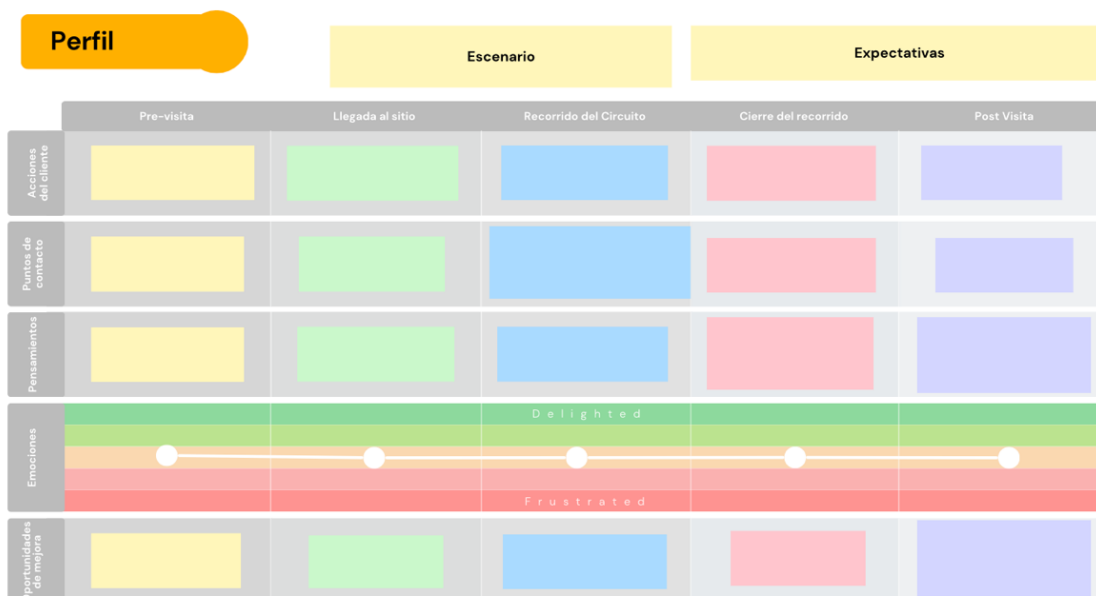 Perfil
Escenario
Expectativas
Pre-visita
Llegada al sitio
Recorrido del Circuito
Cierre del recorrido
Post Visita
Acciones
del cliente
Puntos de
contacto
Pensamientos
Delighted
Emociones
Frustrated
Oportunidades
de mejora